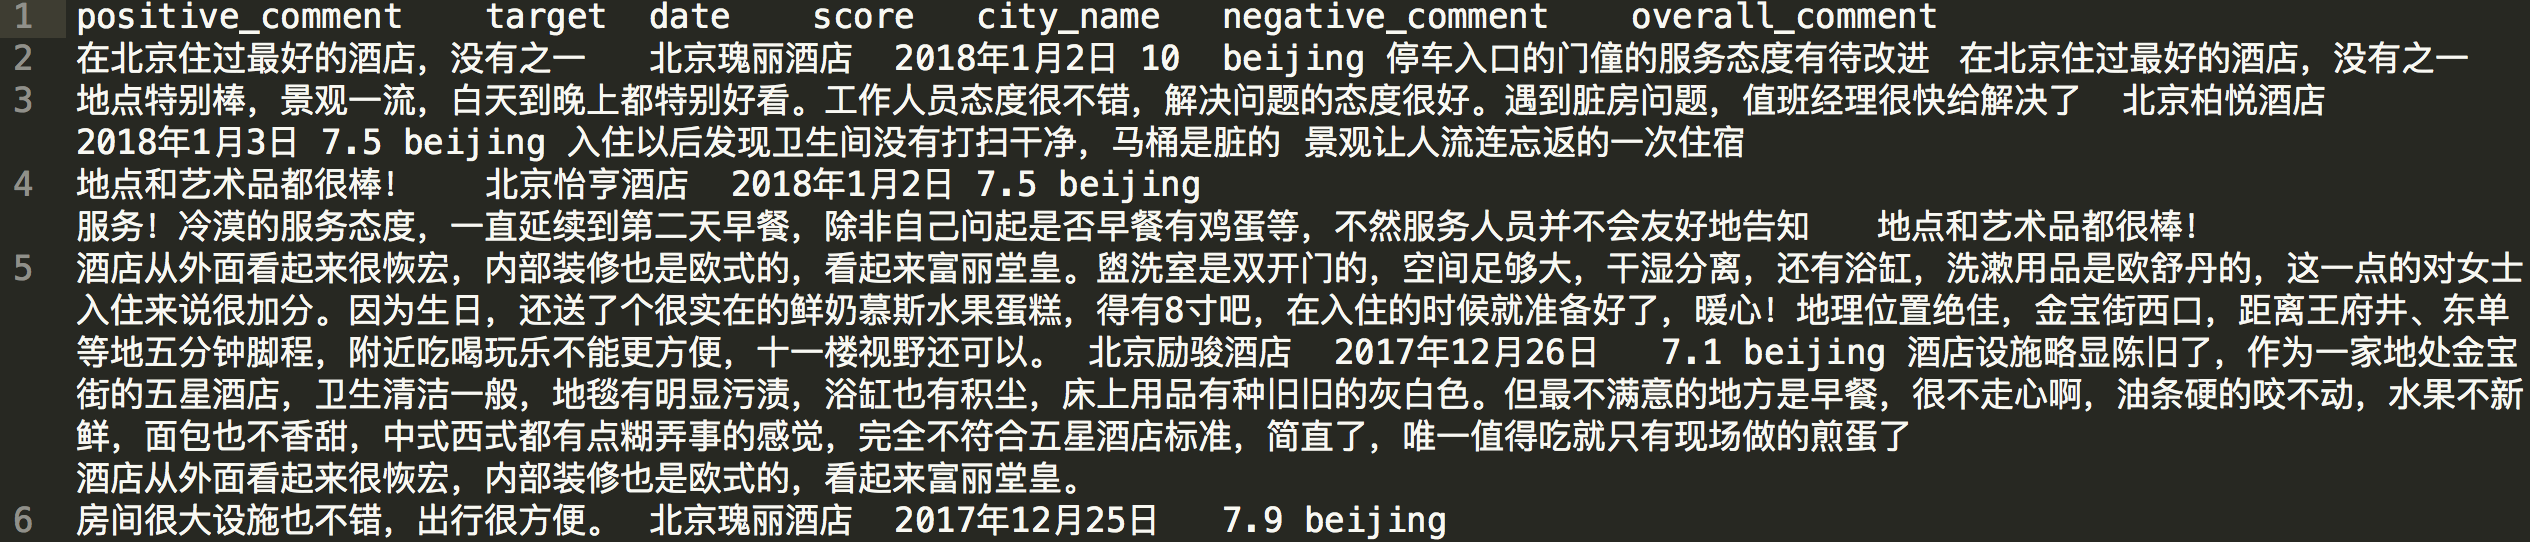 1 positive_comment target date score city_name negative_comment overall_comment
2 在北京住过最好的酒店，没有之一 北京瑰丽酒店 2018年1月2日 10 beijing 停车入口的门僮的服务态度有待改进 在北京住过最好的酒店，没有之一
3 地点特别棒，景观一流，白天到晚上都特别好看。工作人员态度很不错，解决问题的态度很好。遇到脏房问题，值班经理很快给解决了 北京柏悦酒店
2018年1月3日 7.5 beijing 入住以后发现卫生间没有打扫干净，马桶是脏的 景观让人流连忘返的一次住宿
4 地点和艺术品都很棒！ 北京怡亨酒店 2018年1月2日 7.5 beijing
服务！冷漠的服务态度，一直延续到第二天早餐，除非自己问起是否早餐有鸡蛋等，不然服务人员并不会友好地告知 地点和艺术品都很棒！
5 酒店从外面看起来很恢宏，内部装修也是欧式的，看起来富丽堂皇。盥洗室是双开门的，空间足够大，干湿分离，还有浴缸，洗漱用品是欧舒丹的，这一点的对女士
入住来说很加分。因为生日，还送了个很实在的鲜奶慕斯水果蛋糕，得有8寸吧，在入住的时候就准备好了，暖心！地理位置绝佳，金宝街西口，距离王府井、东单
等地五分钟脚程，附近吃喝玩乐不能更方便，十一楼视野还可以。 北京励骏酒店 2017年12月26日 7.1 beijing 酒店设施略显陈旧了，作为一家地处金宝
街的五星酒店，卫生清洁一般，地毯有明显污渍，浴缸也有积尘，床上用品有种旧旧的灰白色。但最不满意的地方是早餐，很不走心啊，油条硬的咬不动，水果不新
鲜，面包也不香甜，中式西式都有点糊弄事的感觉，完全不符合五星酒店标准，简直了，唯一值得吃就只有现场做的煎蛋了
酒店从外面看起来很恢宏，内部装修也是欧式的，看起来富丽堂皇。
6 房间很大设施也不错，出行很方便。 北京瑰丽酒店 2017年12月25日 7.9 beijing